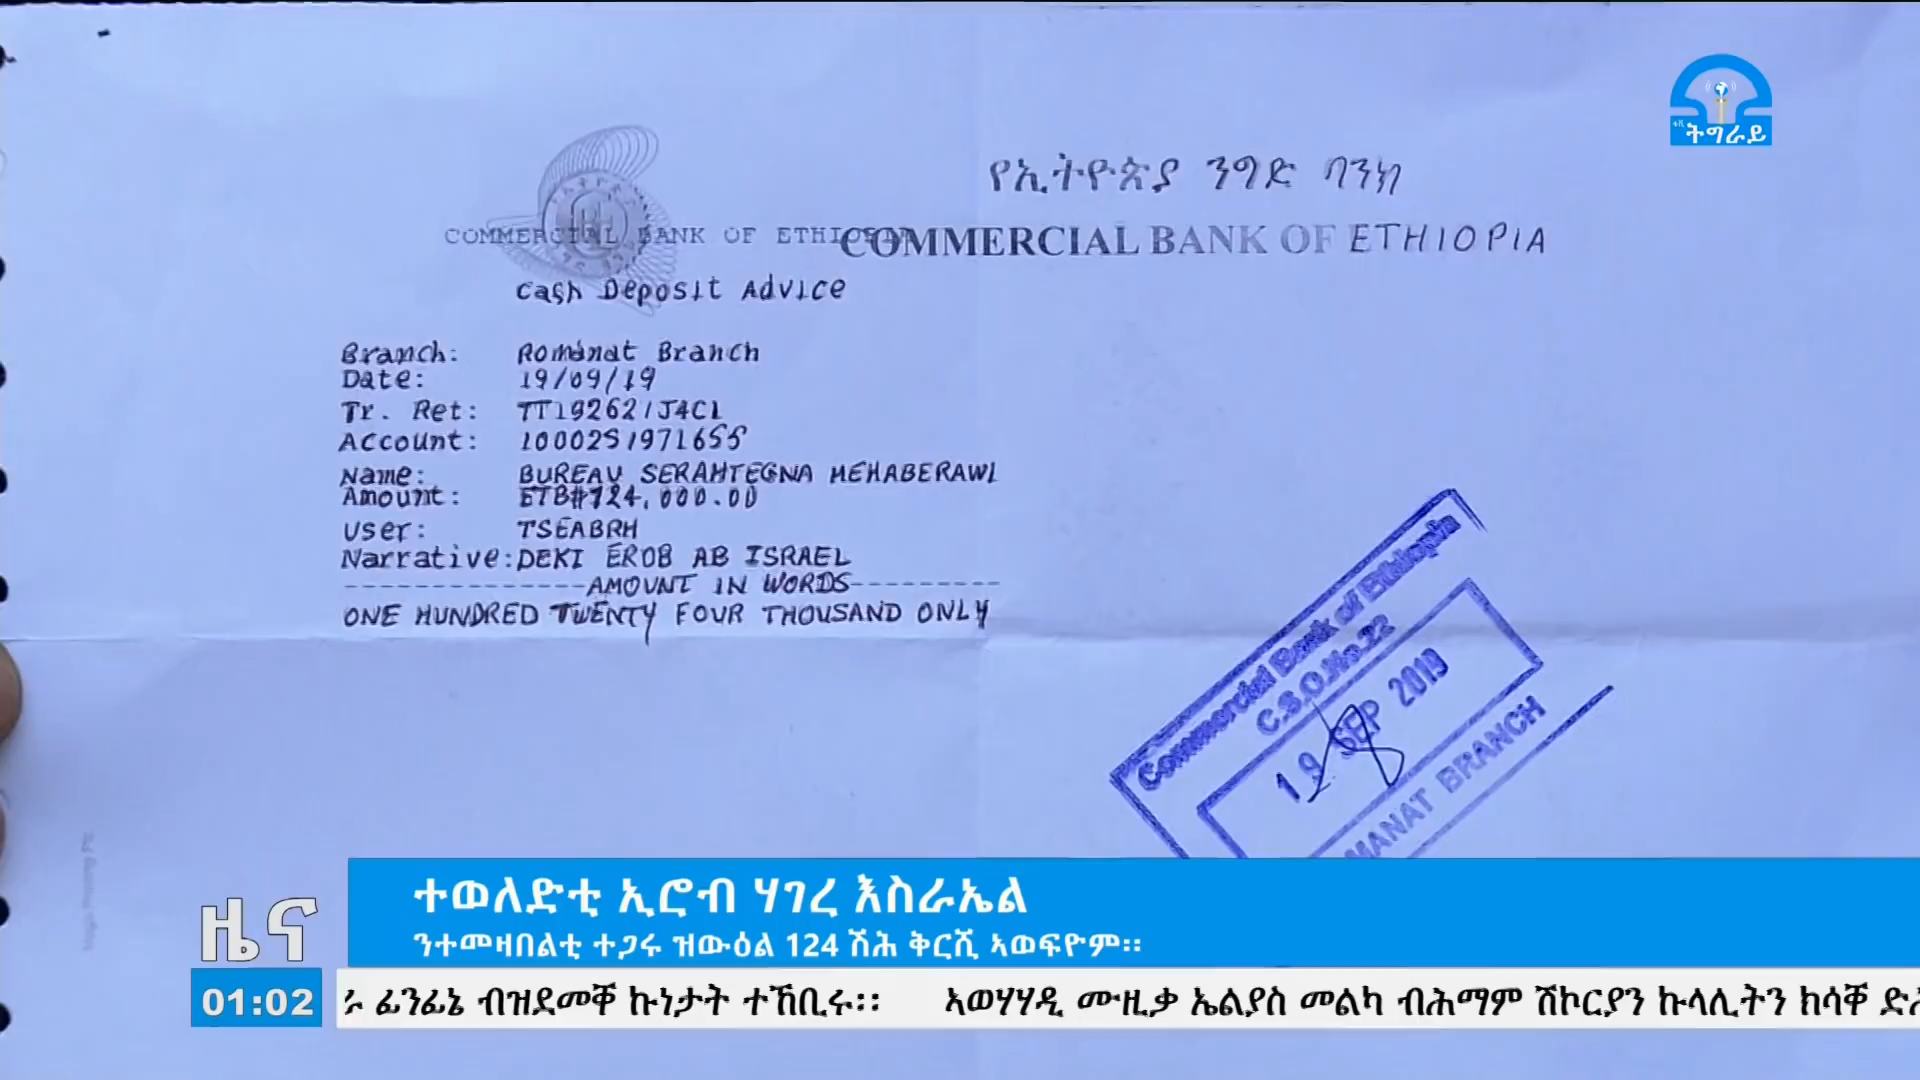 ቴቪ ትግራይ
የኢትዮጵያ ንግድ ባንክ
COMMERCIAL BANK OF ETHIOPIA
COMMERCIAL BANK OF ETHIOPIA
Cash Deposit Advice
Branch: Romanat Branch
Date: 19/09/19
Tr. Ret: TT192621J4CL
Account: 1000251971655
Name: BUREAU SERAHTEGNA MEHABERAWI
Amount: ETB#124,000.00
User: TSEABRH
Narrative: DEKI EROB AB ISRAEL
---------------AMOUNT IN WORDS---------
ONE HUNDRED TWENTY FOUR THOUSAND ONLY
Commercial Bank of Ethiopia
C.S.O.No.22
19 SEP 2019
MANAT BRANCH
ዜና
ተወለድቲ ኢሮብ ሃገረ እስራኤል
ንተመዛበልቲ ተጋሩ ዝውዕል 124 ሽሕ ቅርሺ ኣወፍዮም።
01:02
ራ ፊንፊኔ ብዝደመቐ ኩነታት ተኸቢሩ። ኣወሃሃዲ ሙዚቃ ኤልያስ መልካ ብሕማም ሽኮርያን ኩላሊትን ክሳቐ